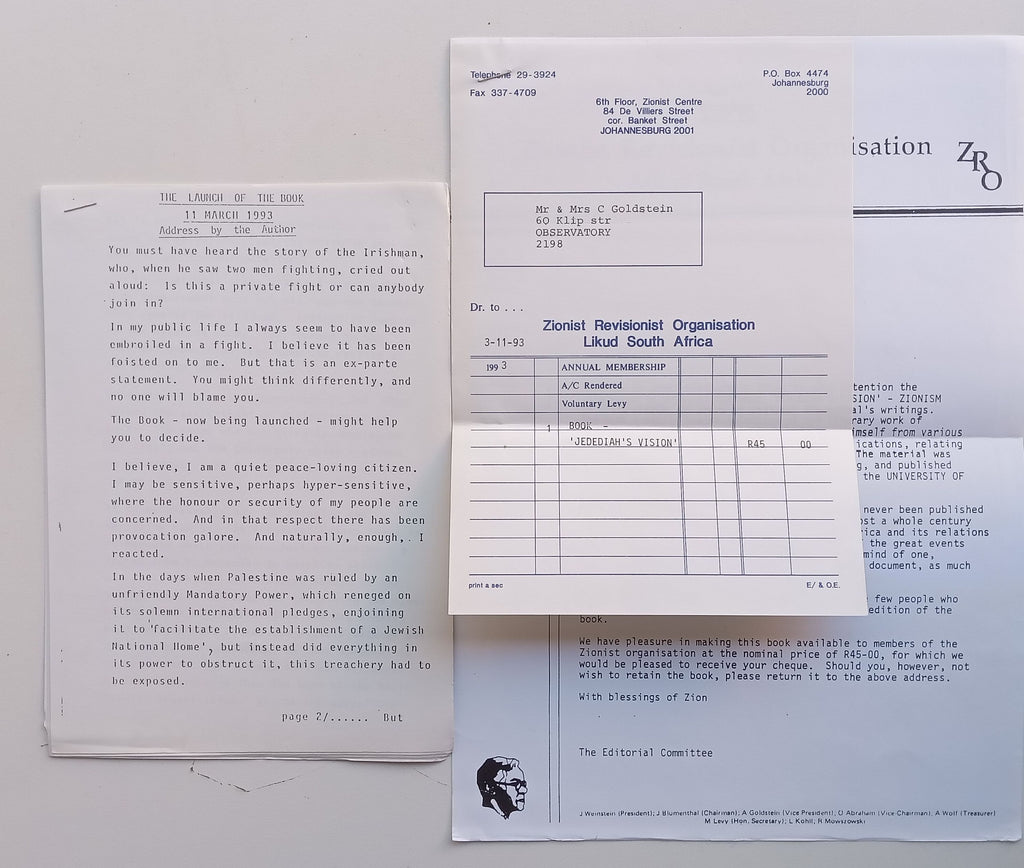 THE LAUNCH OF THE BOOK
11 MARCH 1993
Address by the Author
You must have heard the story of the Irishman,
who, when he saw two men fighting, cried out
aloud: Is this a private fight or can anybody
join in?
In my public life I always seem to have been
embroiled in a fight. I believe it has been
foisted on to me. But that is an ex-parte
statement. You might think differently, and
no one will blame you.
The Book - now being launched - might help
you to decide.
I believe, I am a quiet peace-loving citizen.
I may be sensitive, perhaps hyper-sensitive,
where the honour or security of my people are
concerned. And in that respect there has been
provocation galore. And naturally, enough, I
reacted.
In the days when Palestine was ruled by an
unfriendly Mandatory Power, which reneged on
its solemn international pledges, enjoining
it to 'facilitate the establishment of a Jewish
National Home', but instead did everything in
its power to obstruct it, this treachery had to
be exposed.
page 2/...... But
Telephone 29-3924
Fax 337-4709
P.O. Box 4474
Johannesburg
2000
6th Floor, Zionist Centre
84 De Villiers Street
cor. Banket Street
JOHANNESBURG 2001
Mr & Mrs C Goldstein
60 Klip str
OBSERVATORY
2198
Dr. to . . .
Zionist Revisionist Organisation
Likud South Africa
3-11-93
1993 ANNUAL MEMBERSHIP
A/C Rendered
Voluntary Levy
1 BOOK -
'JEDEDIAH'S VISION' R45 00
print a sec
E/ & O.E.
isation ZRO
tention the
SION' - ZIONISM
al's writings.
rary work of
imself from various
ications, relating
The material was
g, and published
the UNIVERSITY OF
never been published
ost a whole century
rica and its relations
the great events
mind of one,
document, as much
few people who
edition of the
book.
We have pleasure in making this book available to members of the
Zionist organisation at the nominal price of R45-00, for which we
would be pleased to receive your cheque. Should you, however, not
wish to retain the book, please return it to the above address.
With blessings of Zion
The Editorial Committee
J Weinstein (President); J Blumenthal (Chairman); A Goldstein (Vice President); O Abraham (Vice-Chairman); A Wolf (Treasurer)
M Levy (Hon. Secretary); L Kohll; R Mowszowski